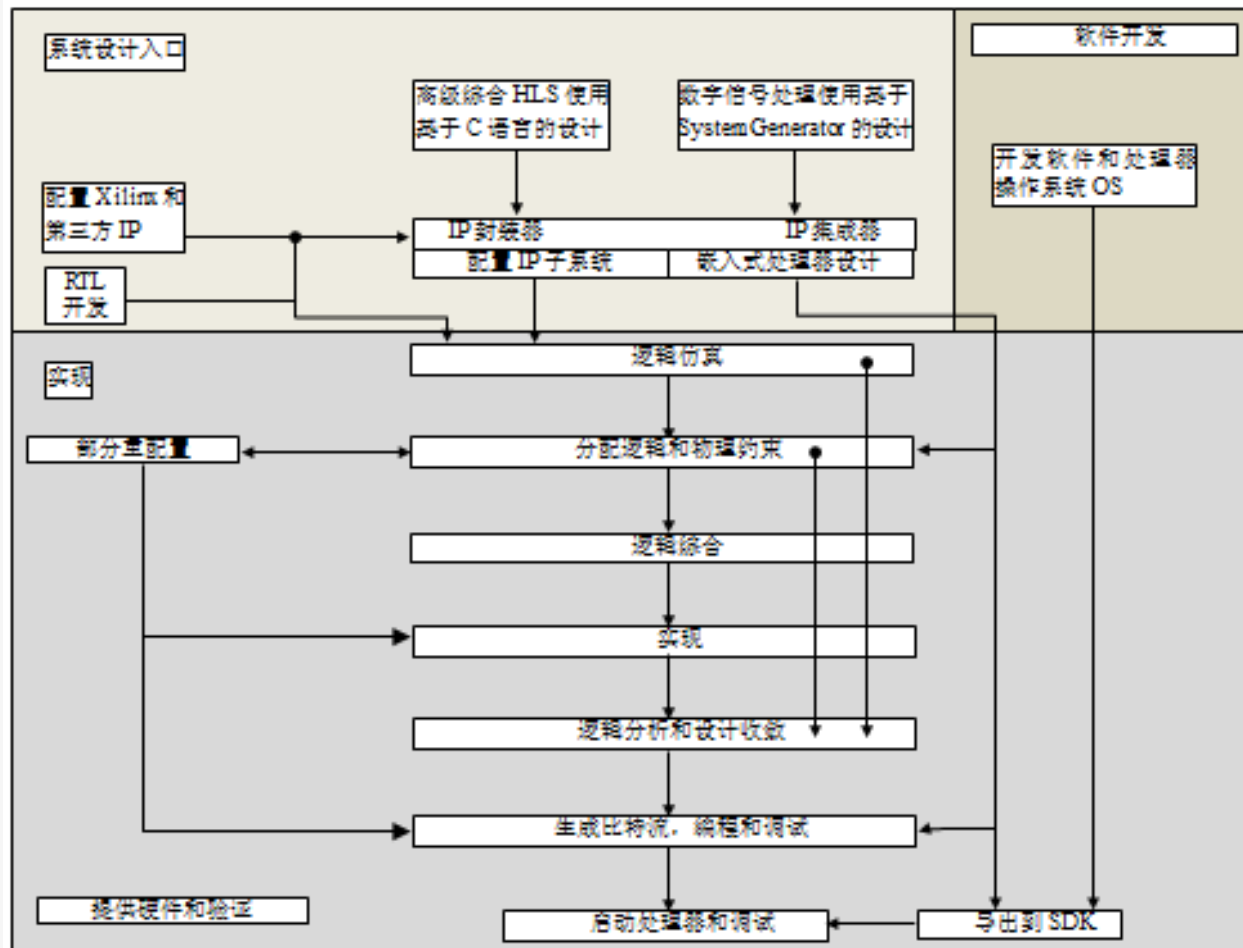 系统设计入口
软件开发
高级综合 HLS 使用
基于 C 语言的设计
数字信号处理使用基于
SystemGenerator 的设计
开发软件和处理器
操作系统 OS
配置 Xilinx 和
第三方 IP
IP 封装器
IP 集成器
配置 IP 子系统
嵌入式处理器设计
RTL
开发
逻辑仿真
实现
部分重配置
分配逻辑和物理约束
逻辑综合
实现
逻辑分析和设计收敛
生成比特流，编程和调试
提供硬件和验证
启动处理器和调试
导出到 SDK